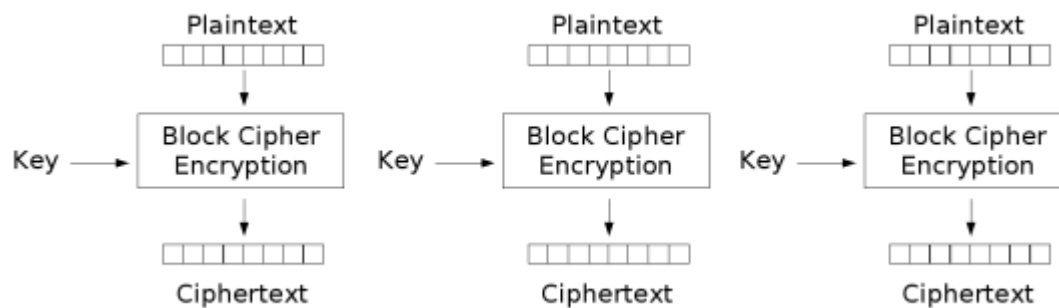 Plaintext
Plaintext
Plaintext
Key
Block Cipher
Encryption
Key
Block Cipher
Encryption
Key
Block Cipher
Encryption
Ciphertext
Ciphertext
Ciphertext